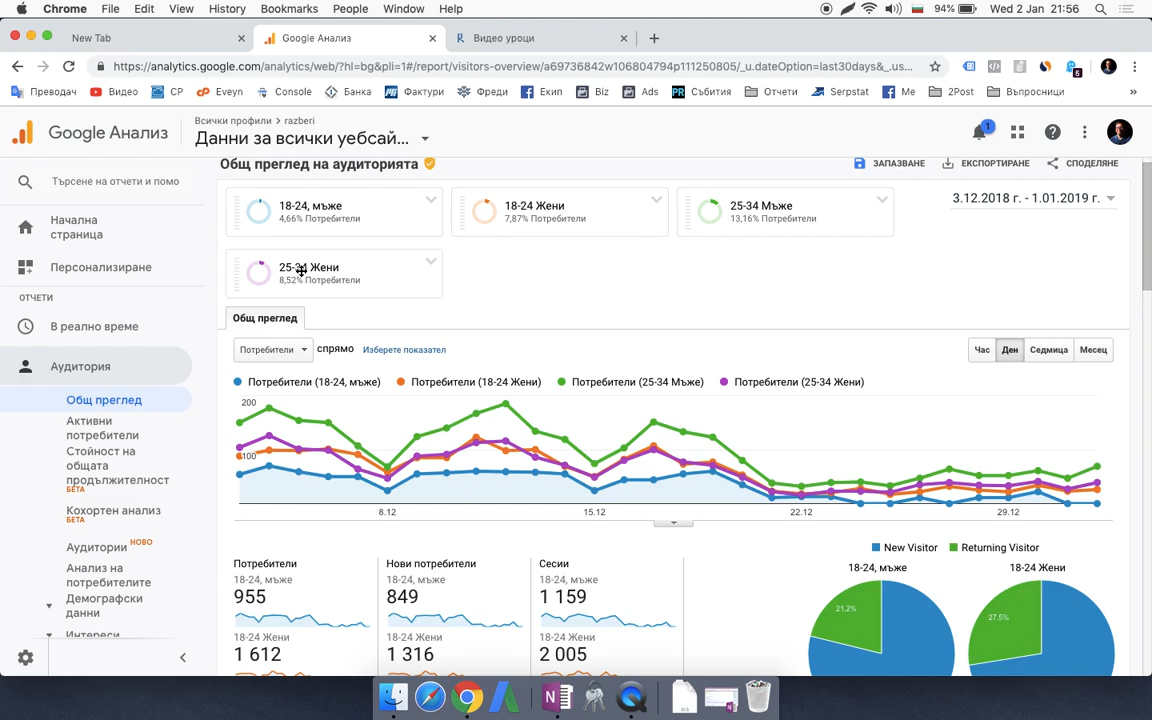 Chrome File Edit View History Bookmarks People Window Help 94% Wed 2 Jan 21:56
New Tab Google Анализ Видео уроци
https://analytics.google.com/analytics/web/?hl=bg&pli=1#/report/visitors-overview/a69736842w106804794p111250805/_u.dateOption=last30days&_.us...
Преводач Видео CP Eveyn Console Банка Фактури Фреди Екип Biz Ads Събития Отчети Serpstat Me 2Post Въпросници »
Google Анализ
Всички профили > razberi
Данни за всички уебсай...
1
Търсене на отчети и помо
Общ преглед на аудиторията
ЗАПАЗВАНЕ ЕКСПОРТИРАНЕ СПОДЕЛЯНЕ
Начална
страница
Персонализиране
ОТЧЕТИ
В реално време
Аудитория
Общ преглед
Активни
потребители
Стойност на
общата
продължителност
БЕТА
Кохортен анализ
БЕТА
Аудитории НОВО
Анализ на
потребителите
Демографски
данни
Интереси
18-24, мъже
4,66% Потребители
18-24 Жени
7,87% Потребители
25-34 Мъже
13,16% Потребители
3.12.2018 г. - 1.01.2019 г.
25-34 Жени
8,52% Потребители
Общ преглед
Потребители спрямо Изберете показател
Час Ден Седмица Месец
Потребители (18-24, мъже) Потребители (18-24 Жени) Потребители (25-34 Мъже) Потребители (25-34 Жени)
200
100
8.12 15.12 22.12 29.12
New Visitor Returning Visitor
Потребители Нови потребители Сесии
18-24, мъже 18-24, мъже 18-24, мъже
955 849 1 159
18-24 Жени 18-24 Жени 18-24 Жени
1 612 1 316 2 005
18-24, мъже 18-24 Жени
21,2% 27,5%